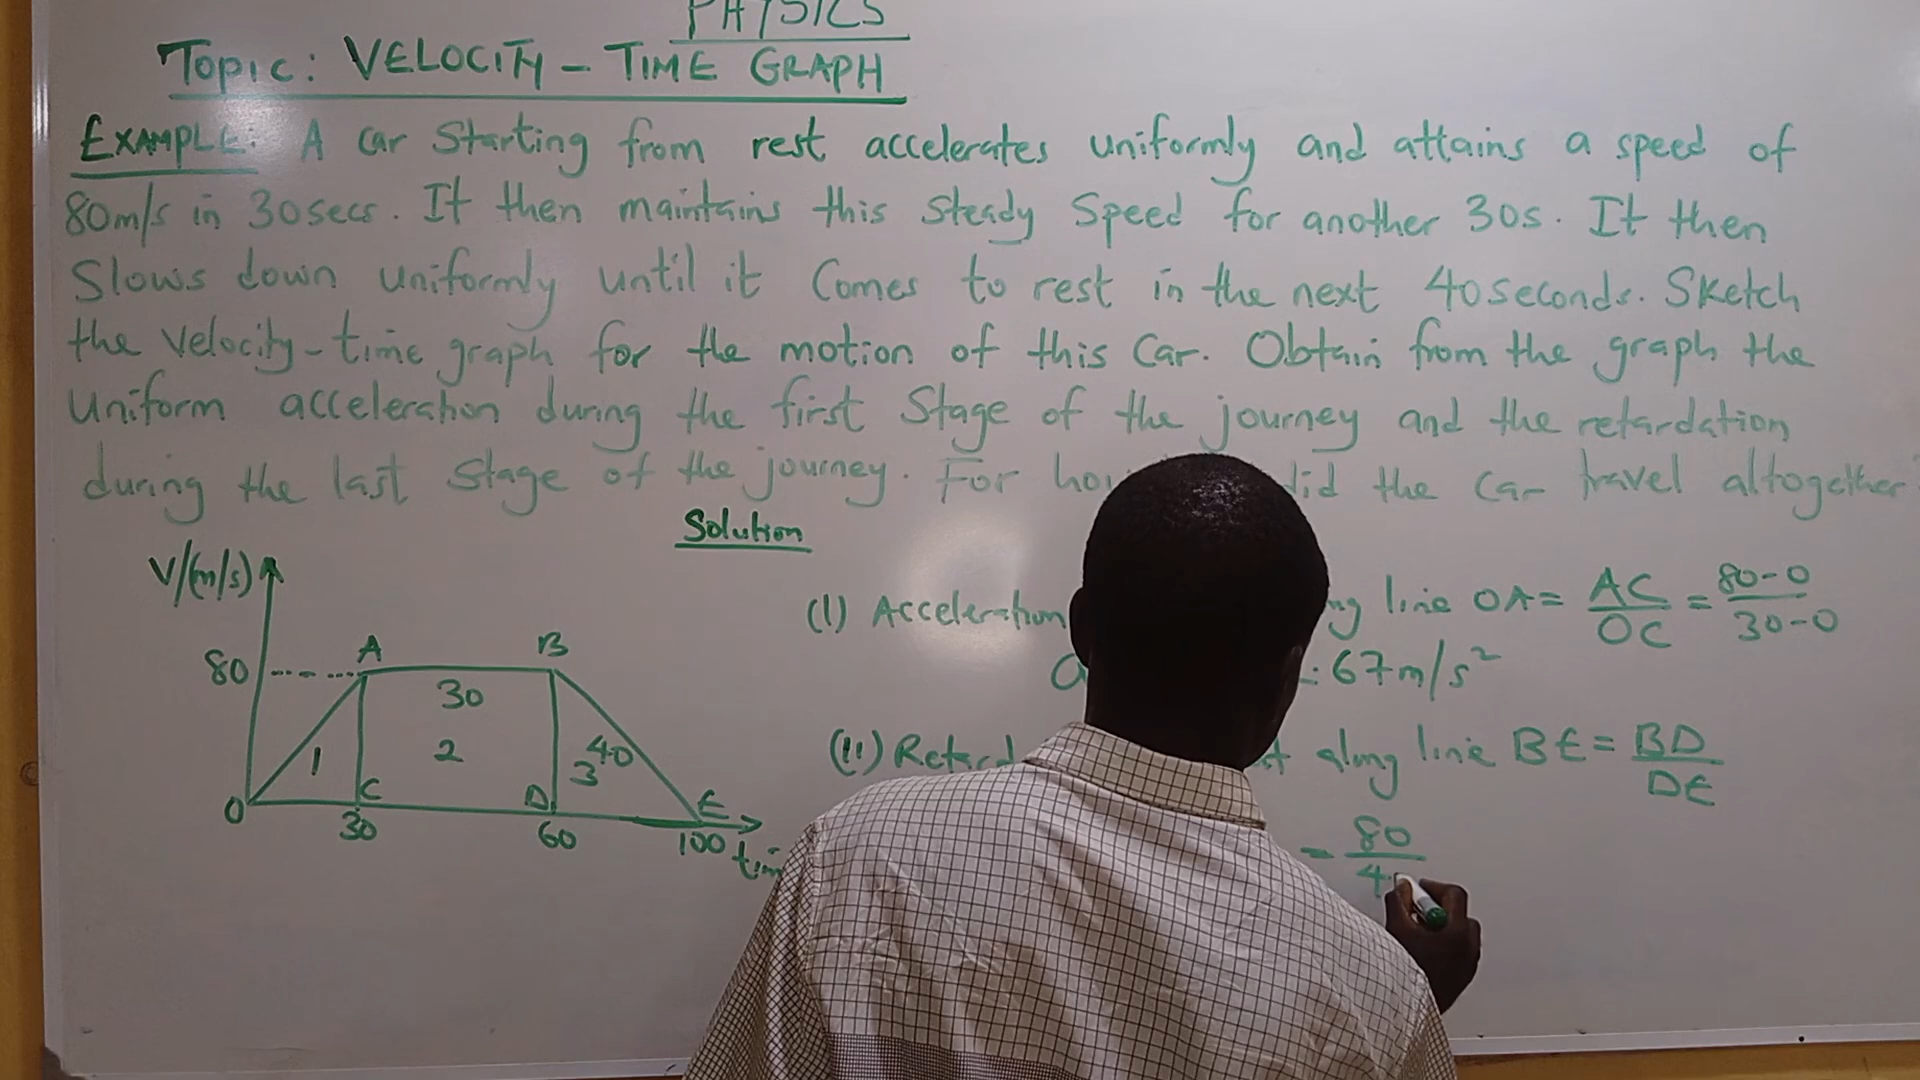 PHYSICS
Topic: VELOCITY - TIME GRAPH
EXAMPLE: A car Starting from rest accelerates uniformly and attains a speed of
80m/s in 30secs. It then maintains this steady Speed for another 30s. It then
Slows down uniformly until it Comes to rest in the next 40seconds. Sketch
the velocity-time graph for the motion of this Car. Obtain from the graph the
Uniform acceleration during the first Stage of the journey and the retardation
during the last stage of the journey. For did the Car travel altogether?
Solution
V/(m/s)
80
A
B
30
1
2
3
40
O
C
D
E
30
60
100
(I) Acceleration line OA = AC/OC = 80-0/30-0
67m/s²
(II) along line BE = BD/DE
= 80/4